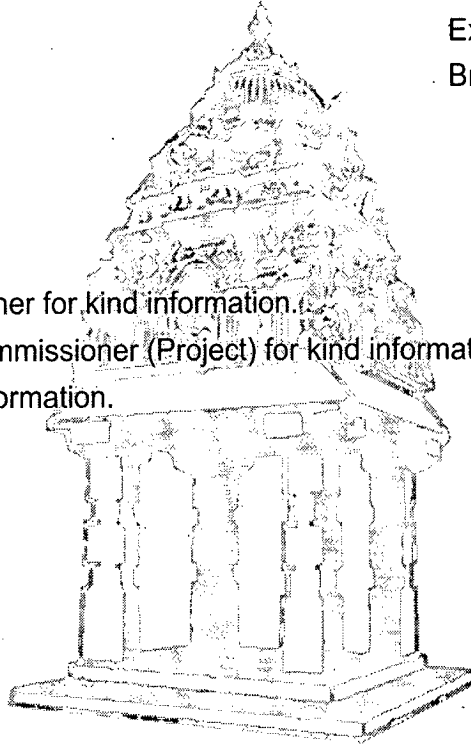 Ex
Br
ner for kind information.
mmissioner (Project) for kind informat
ormation.